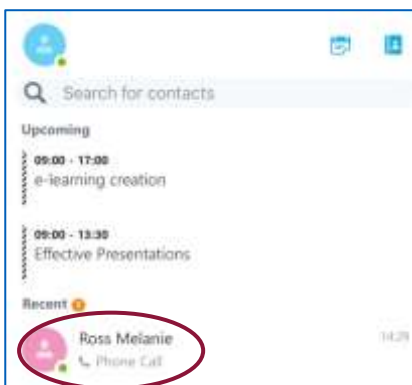 Search for contacts
Upcoming
09:00 - 17:00
e-learning creation
09:00 - 13:30
Effective Presentations
Recent
Ross Melanie 14:29
Phone Call